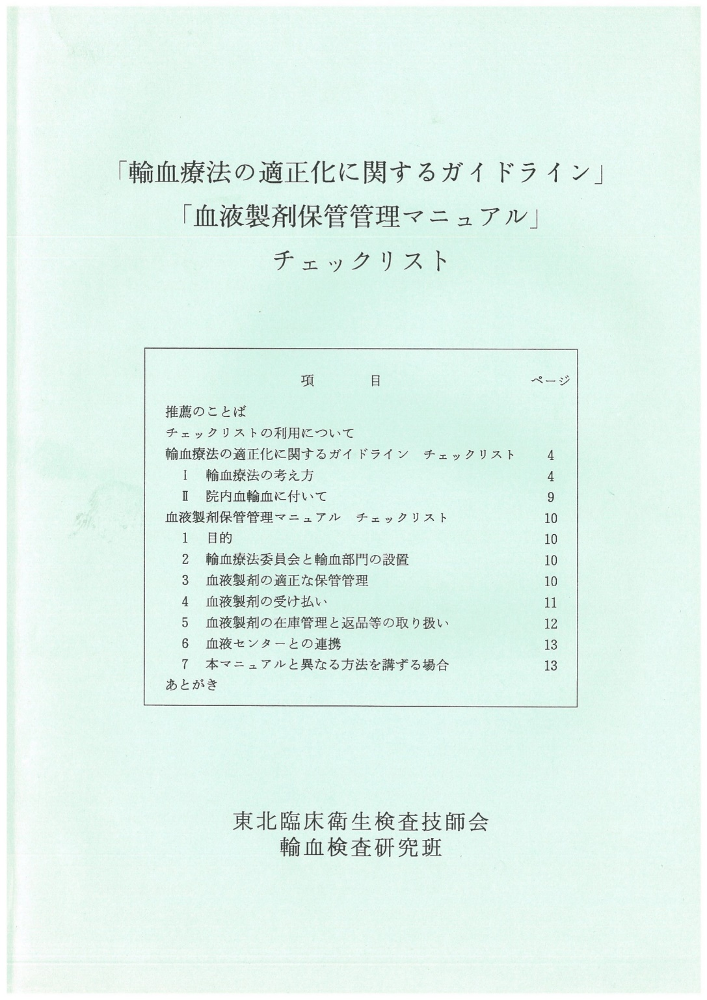 「輸血療法の適正化に関するガイドライン」
「血液製剤保管管理マニュアル」
チェックリスト
項　目　ページ
推薦のことば
チェックリストの利用について
輸血療法の適正化に関するガイドライン　チェックリスト　4
Ⅰ　輸血療法の考え方　4
Ⅱ　院内血輸血に付いて　9
血液製剤保管管理マニュアル　チェックリスト　10
1　目的　10
2　輸血療法委員会と輸血部門の設置　10
3　血液製剤の適正な保管管理　10
4　血液製剤の受け払い　11
5　血液製剤の在庫管理と返品等の取り扱い　12
6　血液センターとの連携　13
7　本マニュアルと異なる方法を講ずる場合　13
あとがき
東北臨床衛生検査技師会
輸血検査研究班